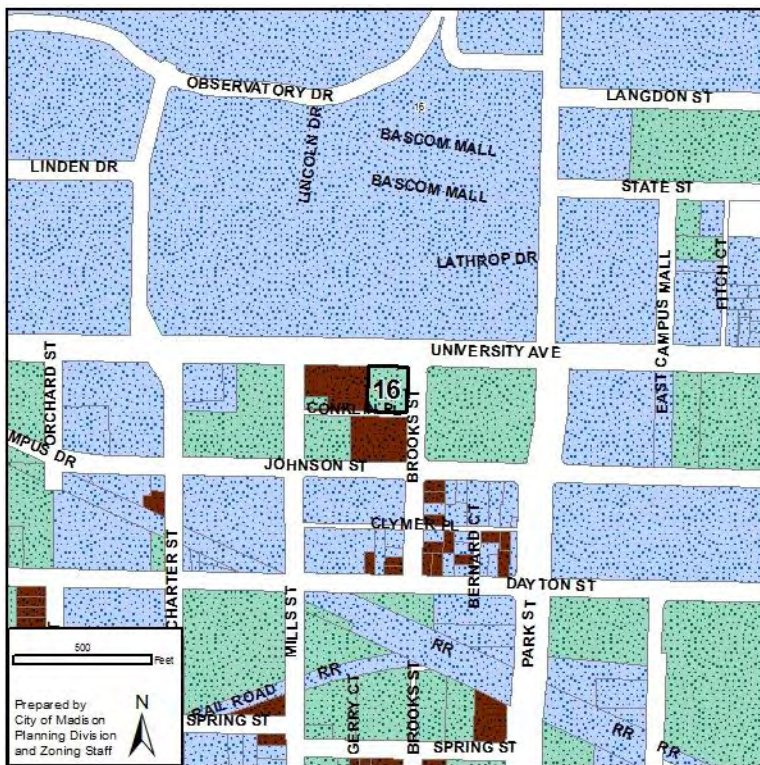 OBSERVATORY DR
LANGDON ST
16
LINCOLN DR
BASCOM MALL
LINDEN DR
BASCOM MALL
STATE ST
LATHROP DR
EAST CAMPUS MALL
FITCH CT
UNIVERSITY AVE
ORCHARD ST
16
CONKLIN PL
BROOKS ST
MPUS DR
JOHNSON ST
CLYMER PL
BERNARD CT
CHARTER ST
DAYTON ST
MILLS ST
PARK ST
RR
RR
RAIL ROAD
SPRING ST
GERRY CT
BROOKS ST
SPRING ST
RR
RR
500
Feet
Prepared by
City of Madison
Planning Division
and Zoning Staff
N